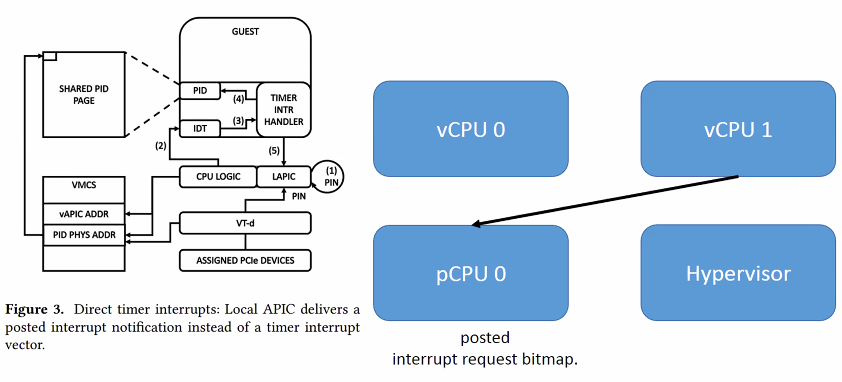 GUEST
SHARED PID
PAGE
PID
(4)
TIMER
INTR
HANDLER
(3)
IDT
(2)
(5)
CPU LOGIC
LAPIC
(1)
PIN
PIN
VMCS
vAPIC ADDR
PID PHYS ADDR
VT-d
ASSIGNED PCIe DEVICES
Figure 3. Direct timer interrupts: Local APIC delivers a
posted interrupt notification instead of a timer interrupt
vector.
vCPU 0
vCPU 1
pCPU 0
Hypervisor
posted
interrupt request bitmap.